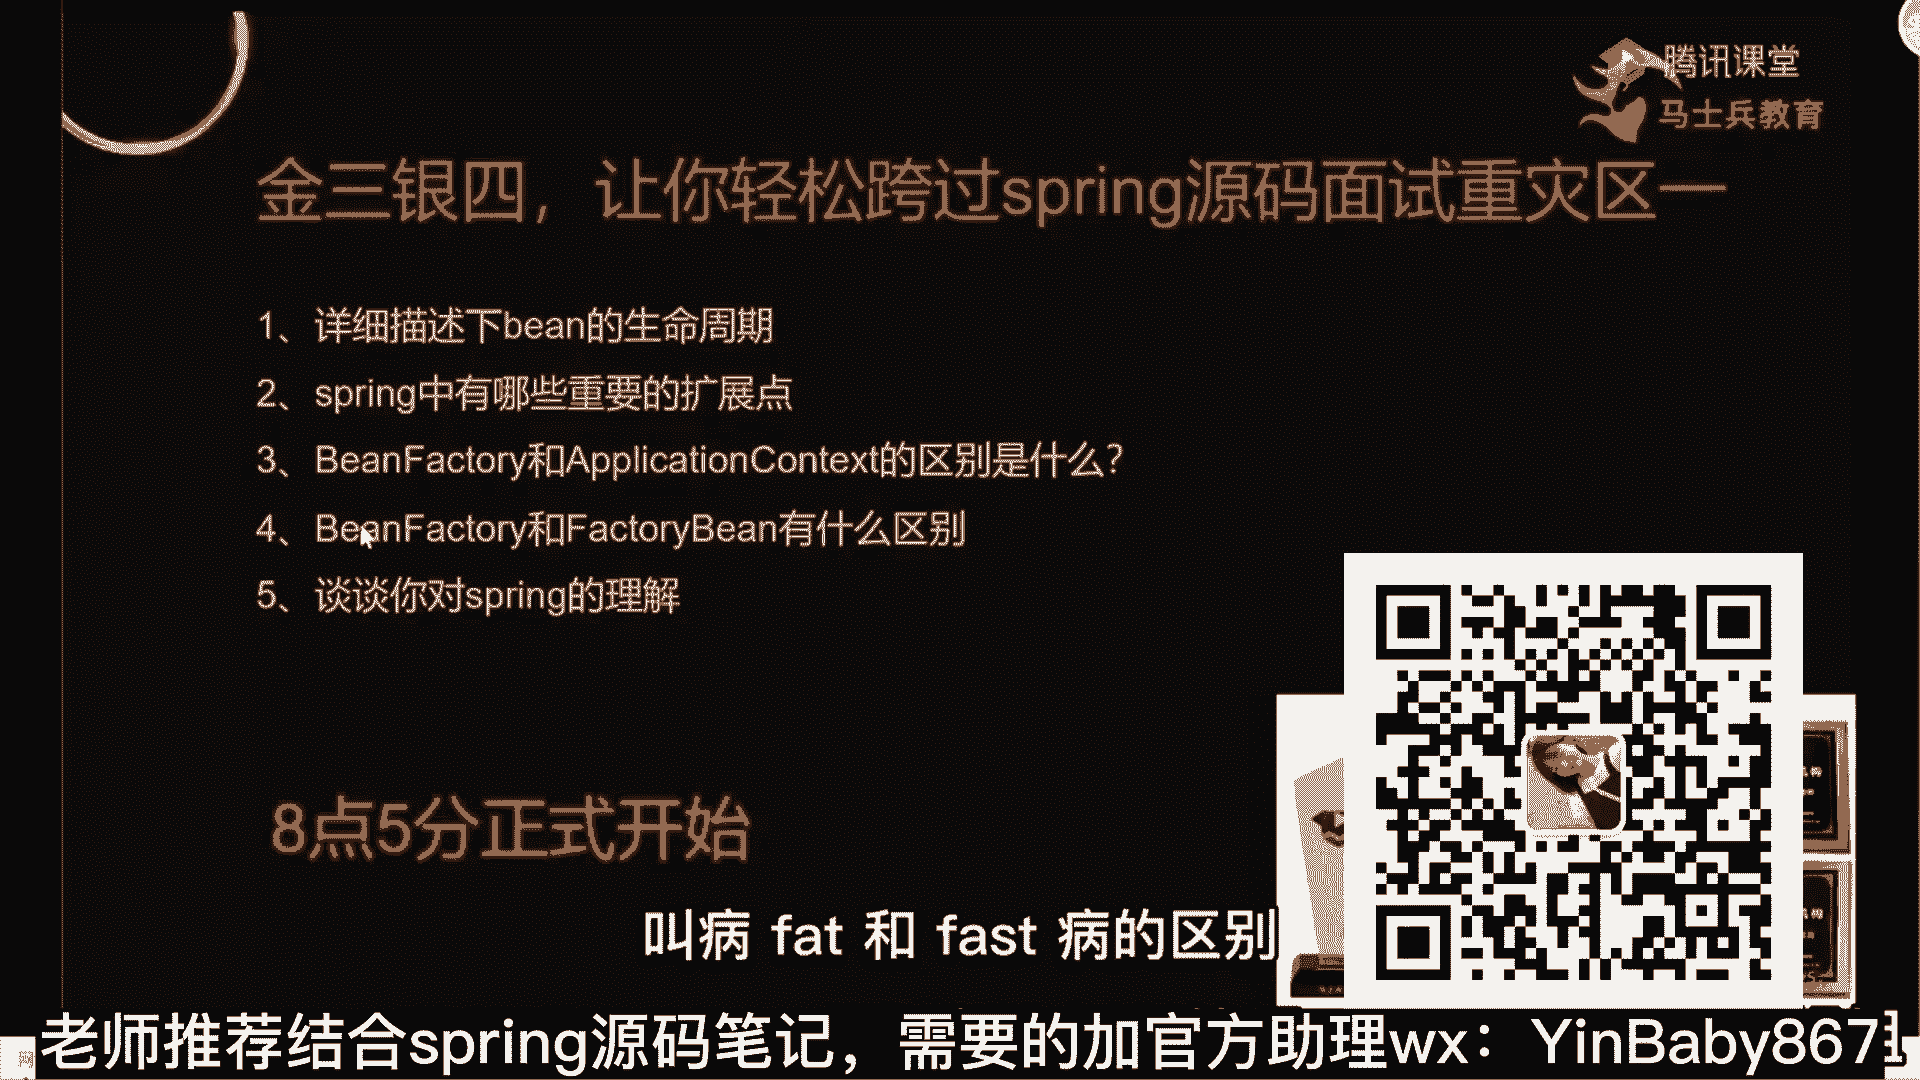 腾讯课堂
马士兵教育
金三银四，让你轻松跨过spring源码面试重灾区一
1、详细描述下bean的生命周期
2、spring中有哪些重要的扩展点
3、BeanFactory和ApplicationContext的区别是什么？
4、BeanFactory和FactoryBean有什么区别
5、谈谈你对spring的理解
8点5分正式开始
叫病 fat 和 fast 病的区别
老师推荐结合spring源码笔记，需要的加官方助理wx：YinBaby867